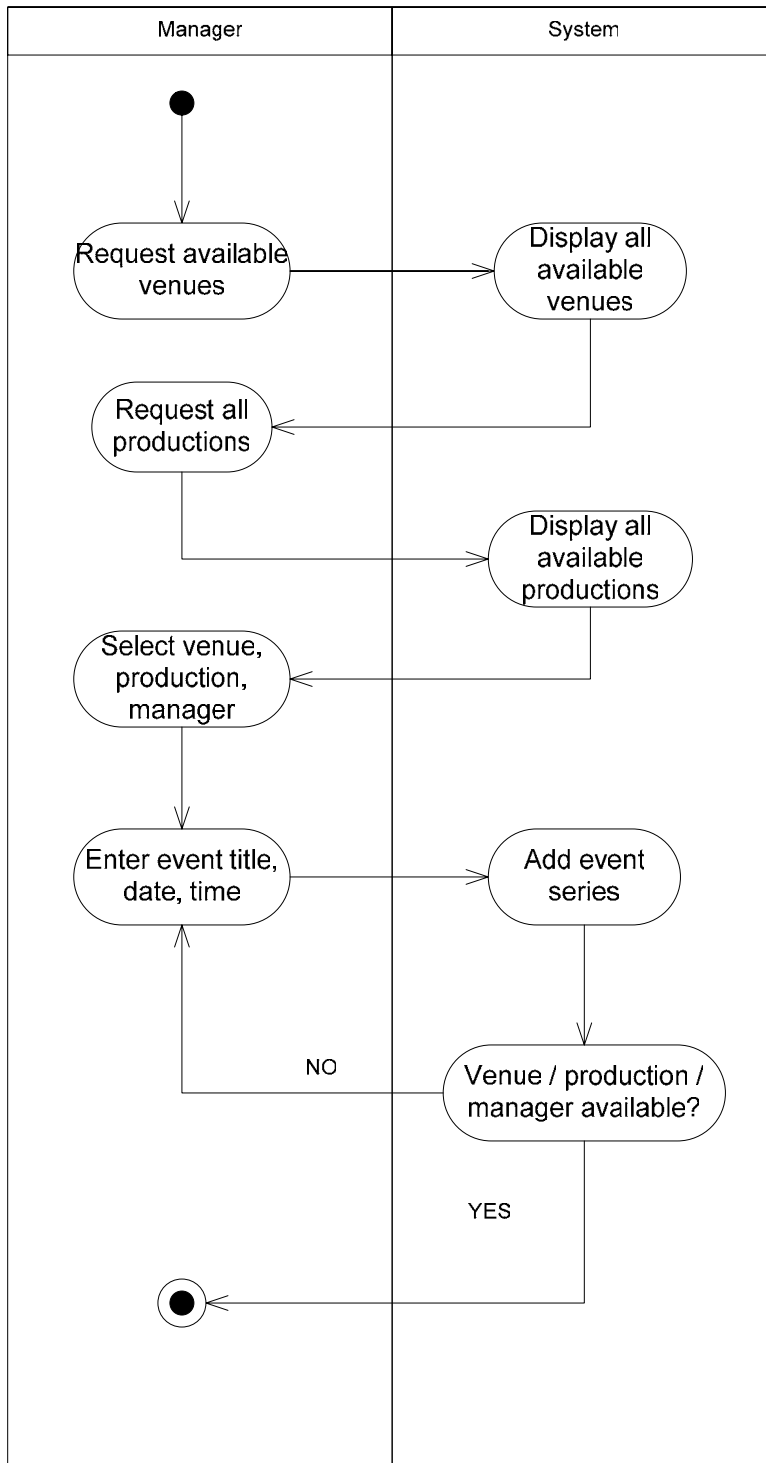 Manager
System
Request available
venues
Display all
available
venues
Request all
productions
Display all
available
productions
Select venue,
production,
manager
Enter event title,
date, time
Add event
series
NO
Venue / production /
manager available?
YES